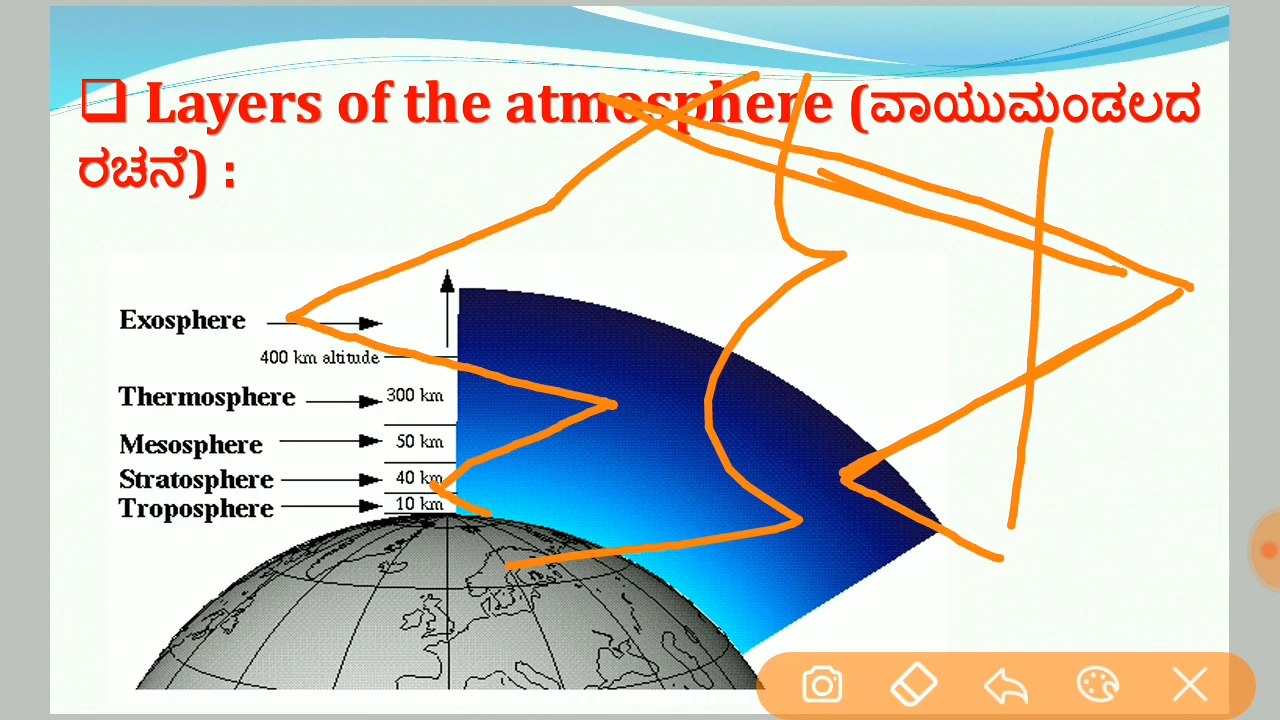 Layers of the atmosphere (ವಾಯುಮಂಡಲದ
ರಚನೆ) :
Exosphere
400 km altitude
Thermosphere 300 km
Mesosphere 50 km
Stratosphere 40 km
Troposphere 10 km